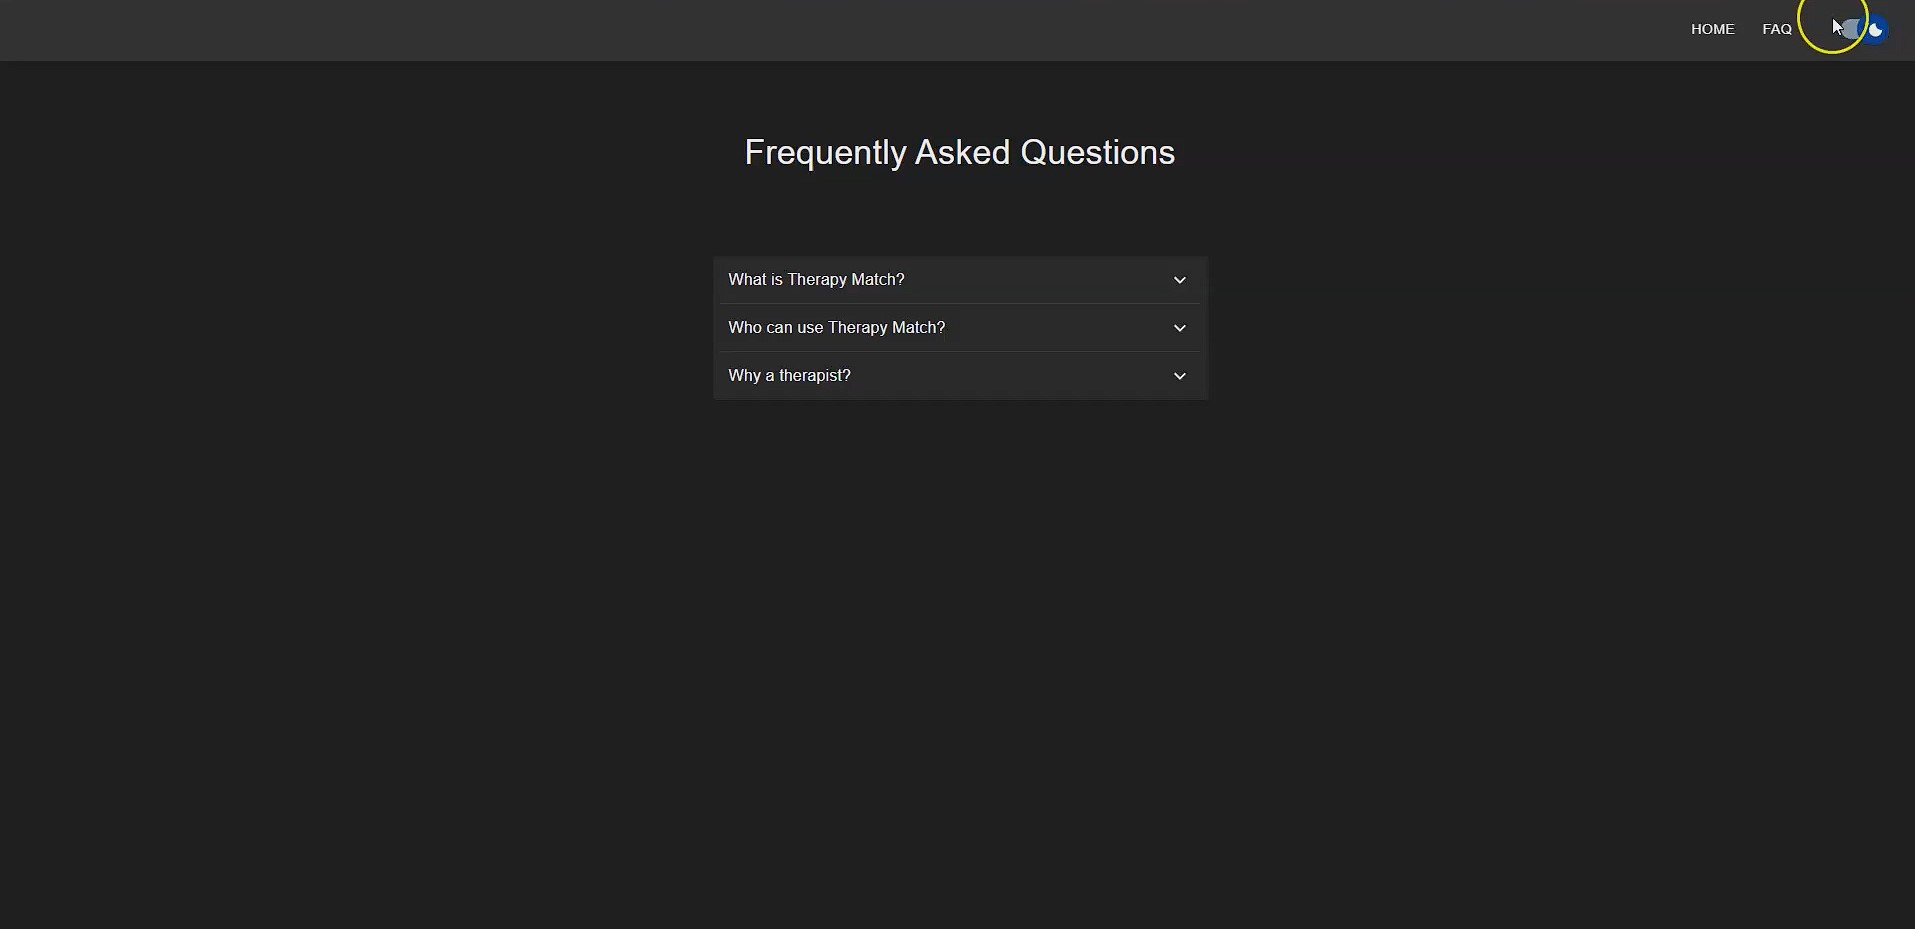 HOME FAQ
Frequently Asked Questions
What is Therapy Match?
Who can use Therapy Match?
Why a therapist?